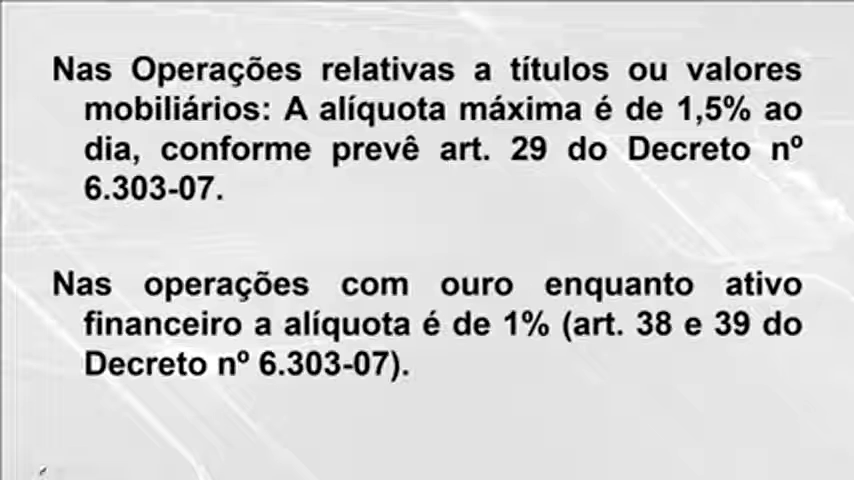 Nas Operações relativas a títulos ou valores
mobiliários: A alíquota máxima é de 1,5% ao
dia, conforme prevê art. 29 do Decreto nº
6.303-07.
Nas operações com ouro enquanto ativo
financeiro a alíquota é de 1% (art. 38 e 39 do
Decreto nº 6.303-07).